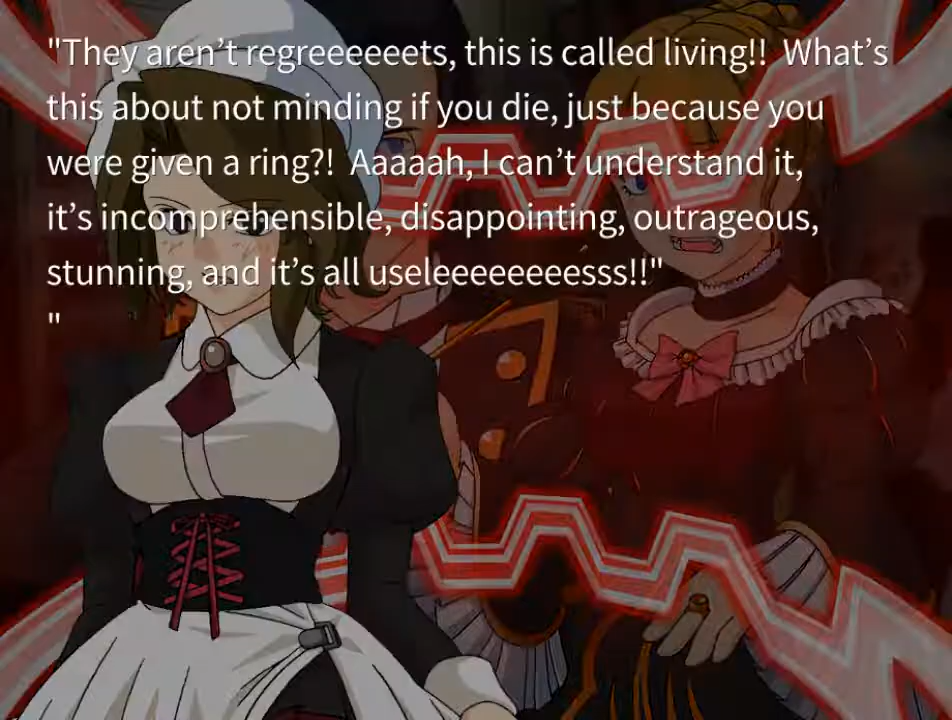 "They aren't regreeeeeets, this is called living!!  What's
this about not minding if you die, just because you
were given a ring?!  Aaaaah, I can't understand it,
it's incomprehensible, disappointing, outrageous,
stunning, and it's all useleeeeeeeesss!!"
"